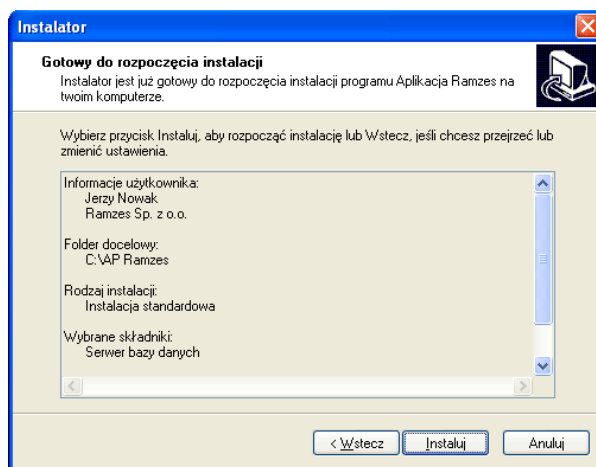 Instalator
Gotowy do rozpoczęcia instalacji
Instalator jest już gotowy do rozpoczęcia instalacji programu Aplikacja Ramzes na
twoim komputerze.
Wybierz przycisk Instaluj, aby rozpocząć instalację lub Wstecz, jeśli chcesz przejrzeć lub
zmienić ustawienia.
Informacje użytkownika:
Jerzy Nowak
Ramzes Sp. z o.o.
Folder docelowy:
C:\AP Ramzes
Rodzaj instalacji:
Instalacja standardowa
Wybrane składniki:
Serwer bazy danych
< Wstecz Instaluj Anuluj